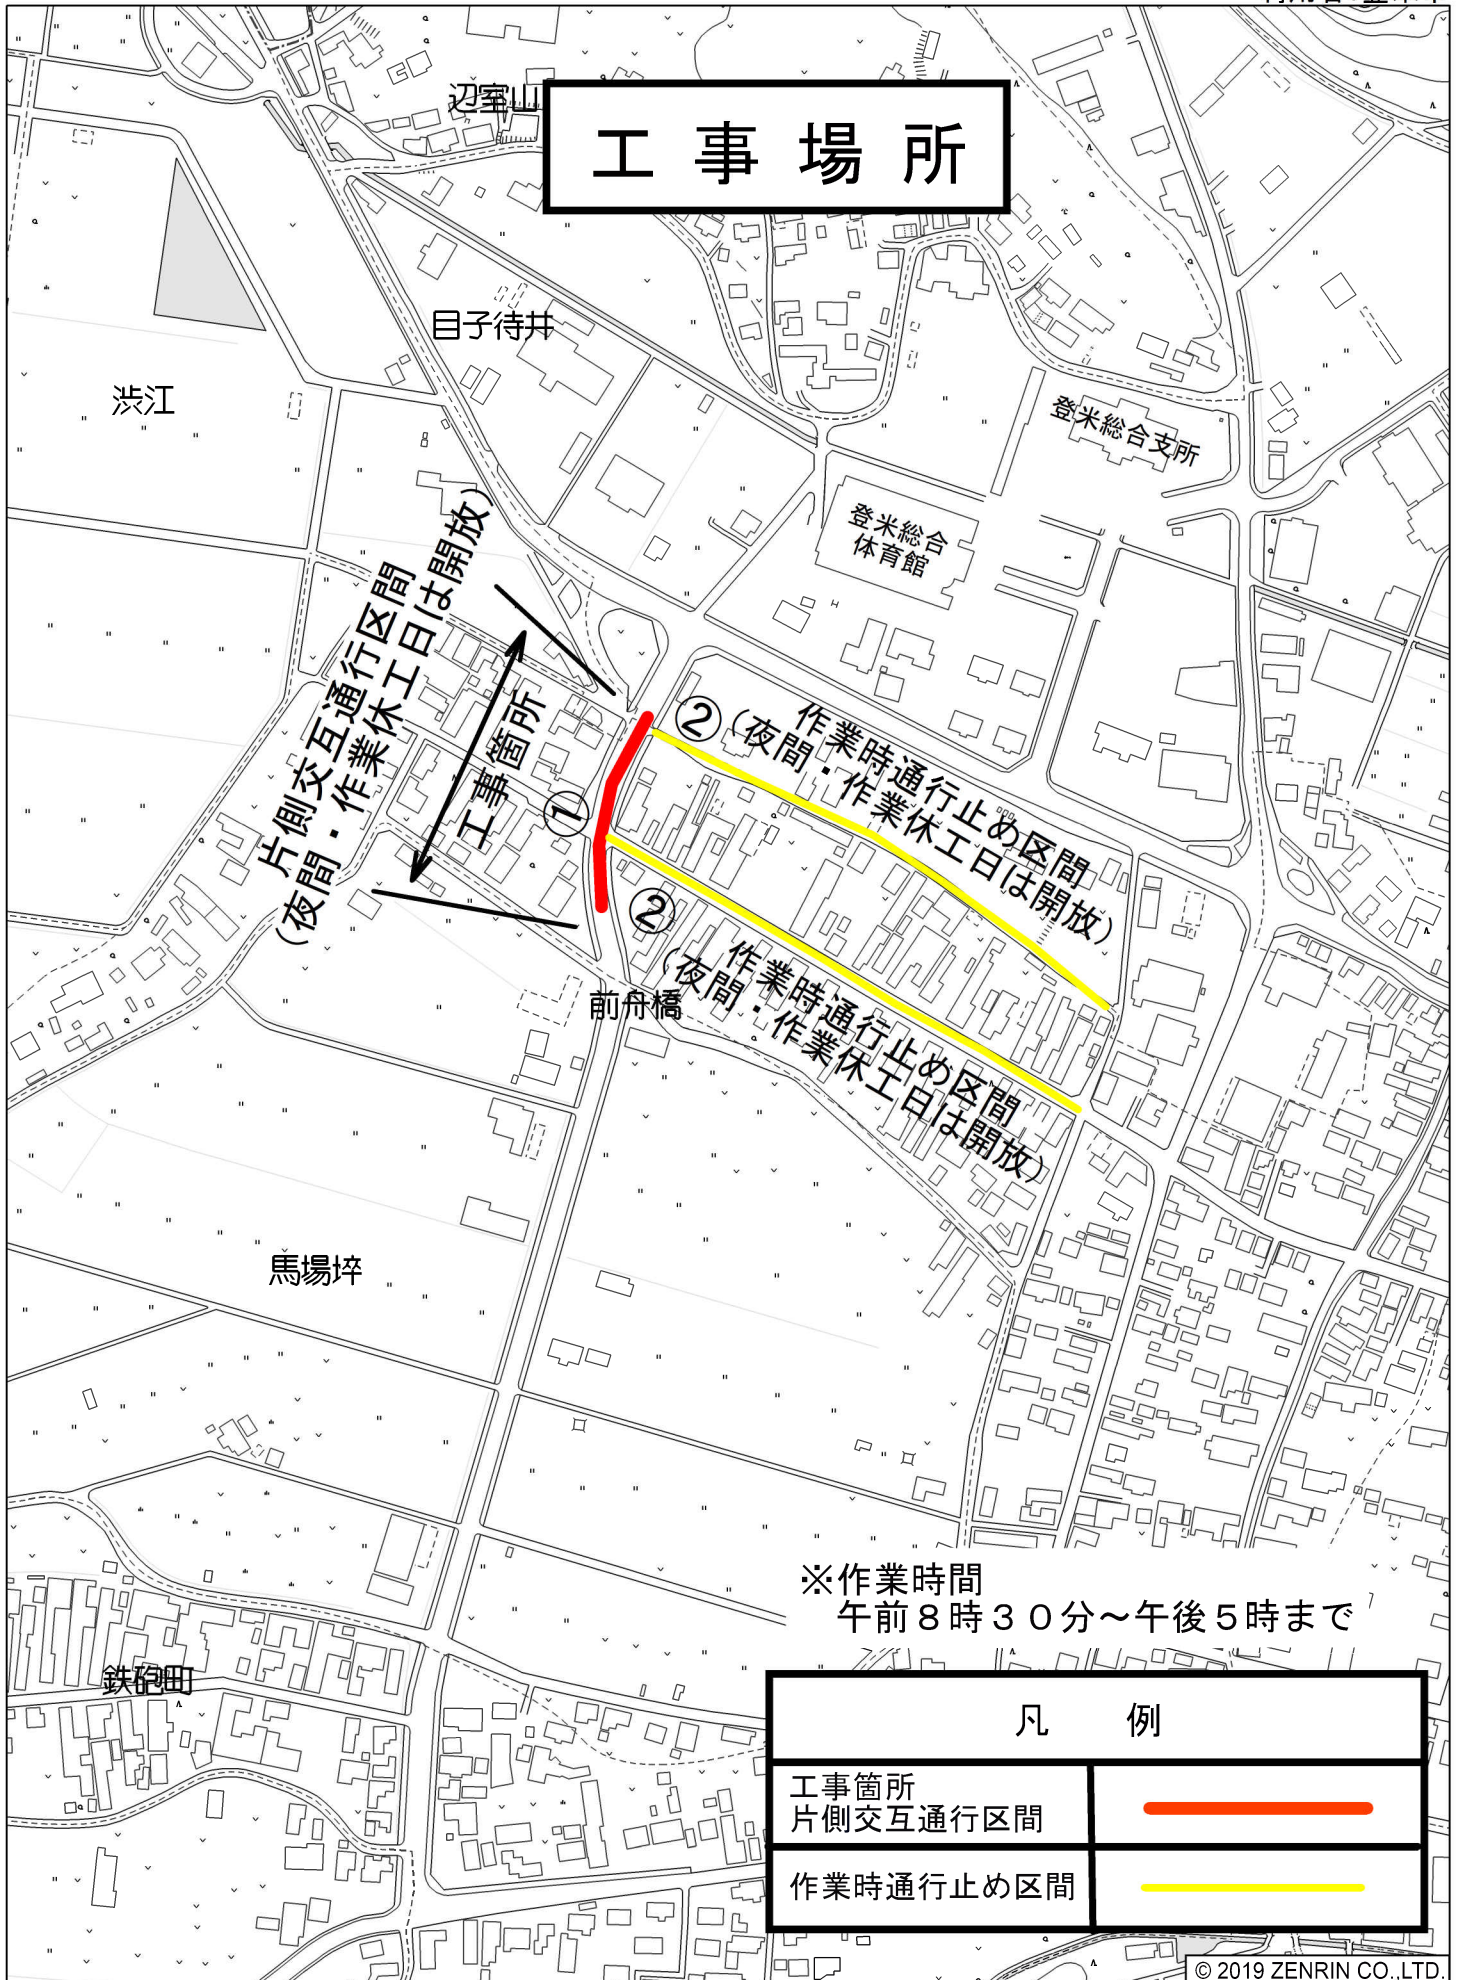 工事場所
辺室山
目子待井
渋江
登米総合支所
登米総合
体育館
片側交互通行区間
（夜間・作業休工日は開放）
工事箇所
①
②
作業時通行止め区間
（夜間・作業休工日は開放）
②
作業時通行止め区間
（夜間・作業休工日は開放）
前舟橋
馬場埣
鉄砲町
※作業時間
午前８時３０分～午後５時まで
凡　例
工事箇所
片側交互通行区間
作業時通行止め区間
© 2019 ZENRIN CO.,LTD.